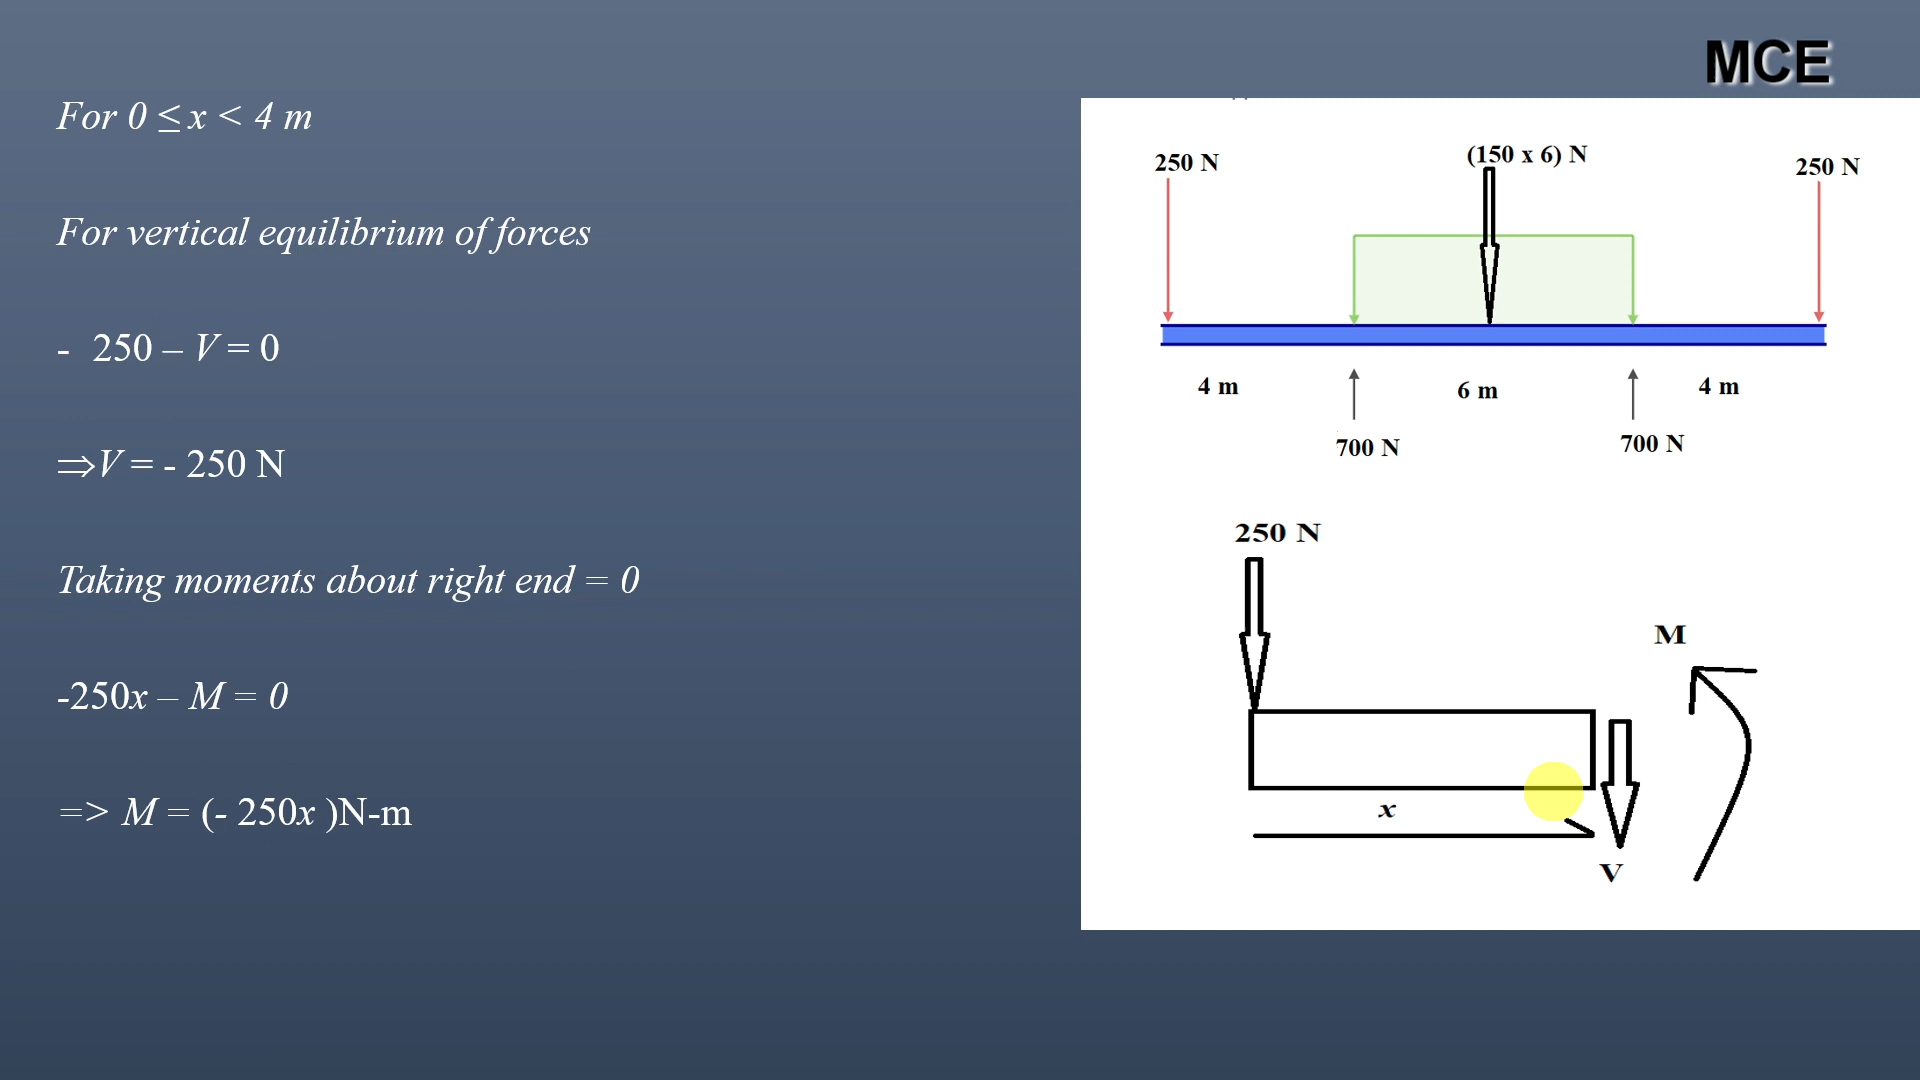 MCE
For 0 ≤ x < 4 m
For vertical equilibrium of forces
- 250 – V = 0
⇒V = - 250 N
Taking moments about right end = 0
-250x – M = 0
=> M = (- 250x )N-m
250 N
(150 x 6) N
250 N
4 m
6 m
4 m
700 N
700 N
250 N
M
x
V